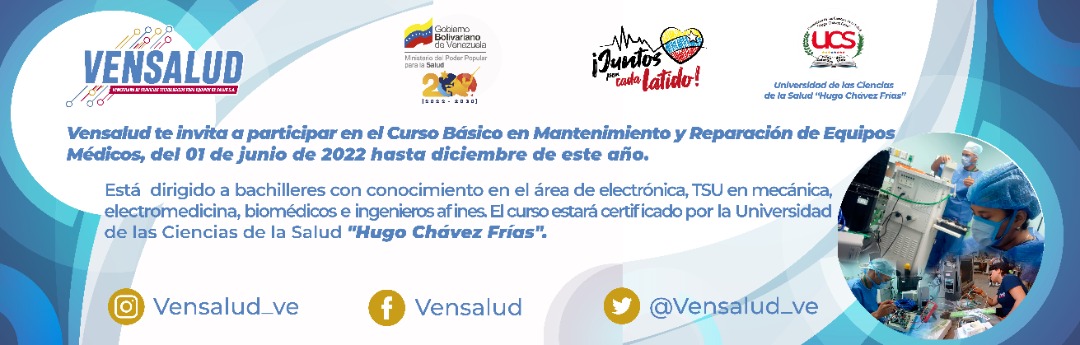 VENSALUD
Gobierno
Bolivariano
de Venezuela
Ministerio del Poder Popular
para la Salud
200
[2022 - 2030]
¡Juntos
por
cada latido!
UCS
Universidad de las Ciencias
de la Salud "Hugo Chávez Frías"
Vensalud te invita a participar en el Curso Básico en Mantenimiento y Reparación de Equipos
Médicos, del 01 de junio de 2022 hasta diciembre de este año.
Está dirigido a bachilleres con conocimiento en el área de electrónica, TSU en mecánica,
electromedicina, biomédicos e ingenieros afines. El curso estará certificado por la Universidad
de las Ciencias de la Salud "Hugo Chávez Frías".
Vensalud_ve
Vensalud
@Vensalud_ve